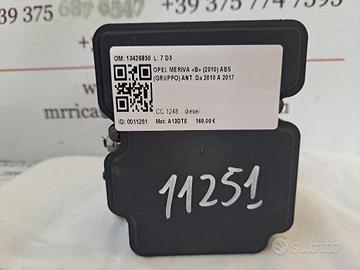 +39 375
+39 375 774
mrrica
OM: 13426850 L: 7 D3
OPEL MERIVA «B» (2010) ABS
(GRUPPO) ANT. Da 2010 A 2017
CC 1248 diesel
ID: 0011251 Mot: A13DTE 160,00 €
11251
Subito